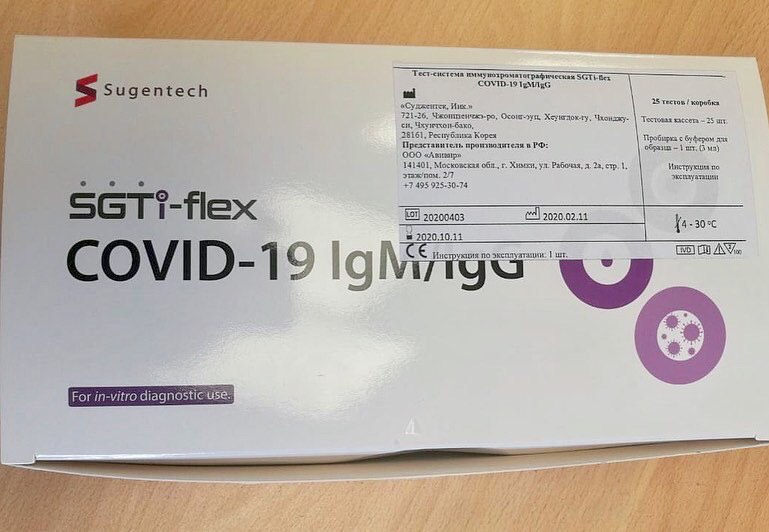 Sugentech
SGTi-flex
COVID-19 IgM/IgG
For in-vitro diagnostic use.
Тест-система иммунохроматографическая SGTi-flex
COVID-19 IgM/IgG
«Суджентск, Инк.»
721-26, Чжонгпенчжэ-ро, Осонг-эуп, Хеунгдок-гу, Чхонджу-
си, Чхунчхон-бако,
28161, Республика Корея
Представитель производителя в РФ:
ООО «Авивир»
141401, Московская обл., г. Химки, ул. Рабочая, д. 2а, стр. 1,
этаж/пом. 2/7
+7 495 925-30-74
LOT 20200403 2020.02.11
2020.10.11
CE Инструкция по эксплуатации: 1 шт.
25 тестов / коробка
Тестовая кассета – 25 шт.
Пробирка с буфером для
образца – 1 шт. (3 мл)
Инструкция по
эксплуатации
4 - 30 °C
IVD